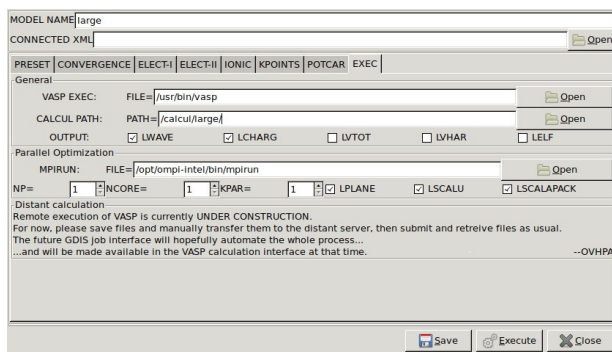 MODEL NAME large
CONNECTED XML Open
PRESET CONVERGENCE ELECT-I ELECT-II IONIC KPOINTS POTCAR EXEC
General
VASP EXEC: FILE= /usr/bin/vasp Open
CALCUL PATH: PATH= /calcul/large/ Open
OUTPUT: LWAVE LCHARG LVTOT LVHAR LELF
Parallel Optimization
MPIRUN: FILE= /opt/ompi-intel/bin/mpirun Open
NP= 1 NCORE= 1 KPAR= 1 LPLANE LSCALU LSCALAPACK
Distant calculation
Remote execution of VASP is currently UNDER CONSTRUCTION.
For now, please save files and manually transfer them to the distant server, then submit and retreive files as usual.
The future GDIS job interface will hopefully automate the whole process...
...and will be made available in the VASP calculation interface at that time. --OVHPA
Save Execute Close